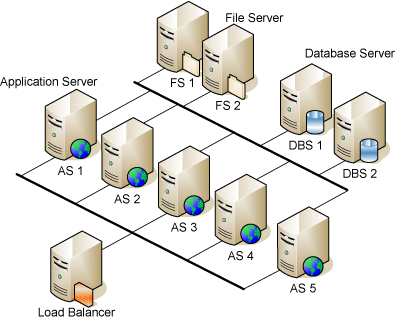 File Server
Database Server
FS 1
FS 2
Application Server
DBS 1
DBS 2
AS 1
AS 2
AS 3
AS 4
AS 5
Load Balancer